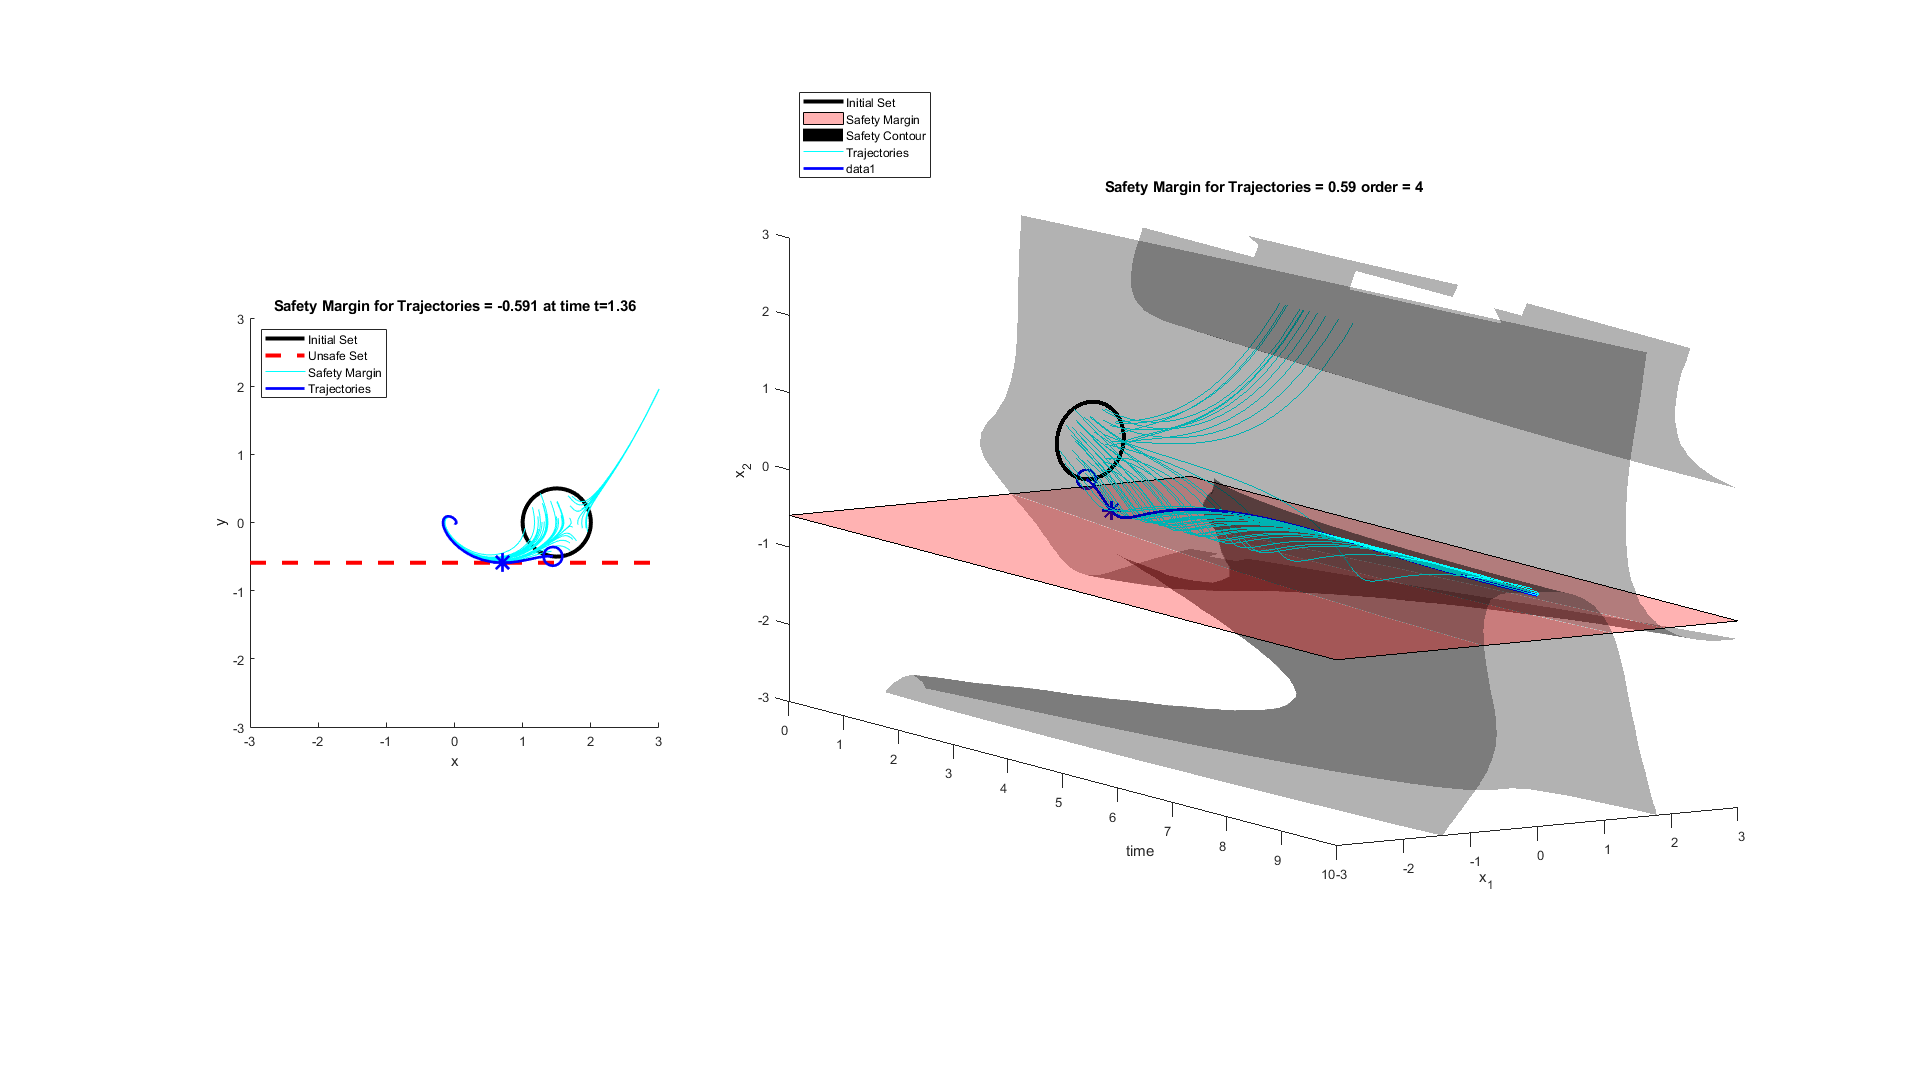 Safety Margin for Trajectories = -0.591 at time t=1.36
Initial Set
Unsafe Set
Safety Margin
Trajectories
3
2
1
0
-1
-2
-3
y
-3
-2
-1
0
1
2
3
x
Initial Set
Safety Margin
Safety Contour
Trajectories
data1
Safety Margin for Trajectories = 0.59 order = 4
3
2
1
0
-1
-2
-3
x2
0
1
2
3
4
5
6
7
8
9
10
time
-3
-2
-1
0
1
2
3
x1